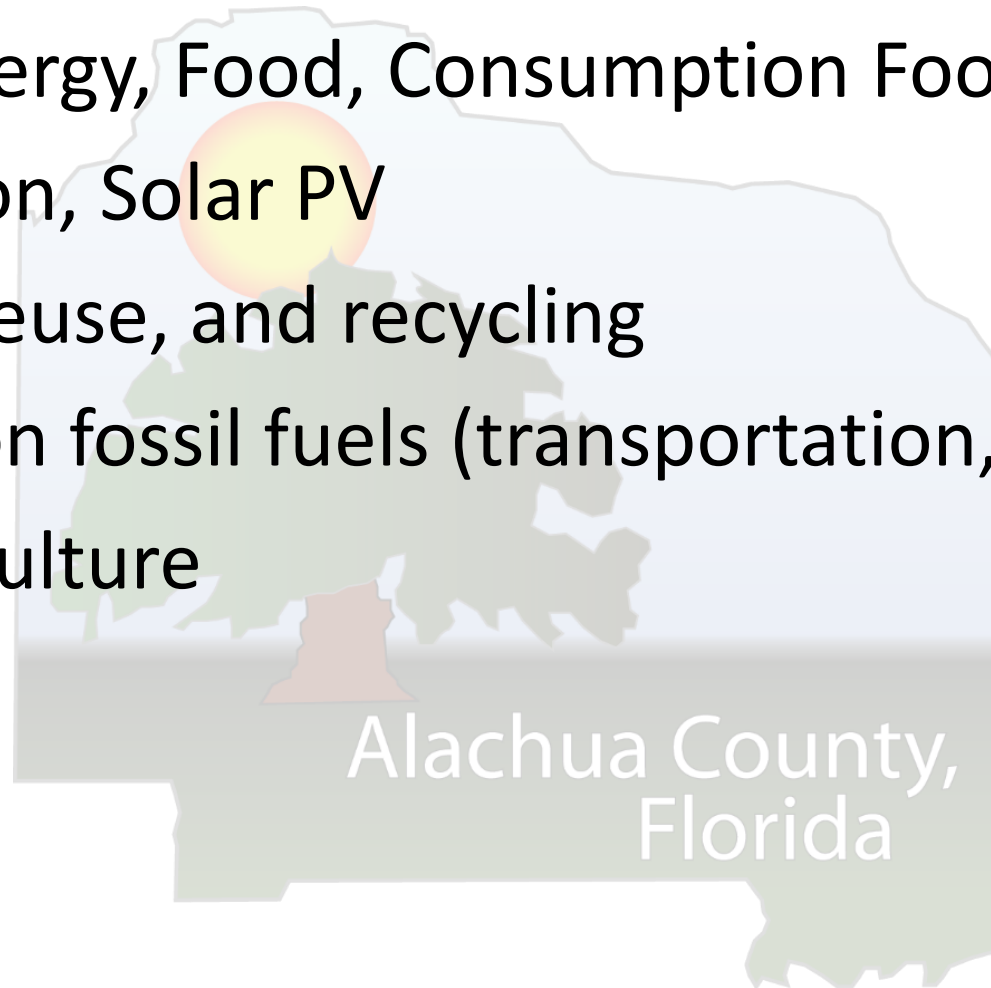 ergy, Food, Consumption Foo
on, Solar PV
euse, and recycling
on fossil fuels (transportation,
ulture
Alachua County,
Florida